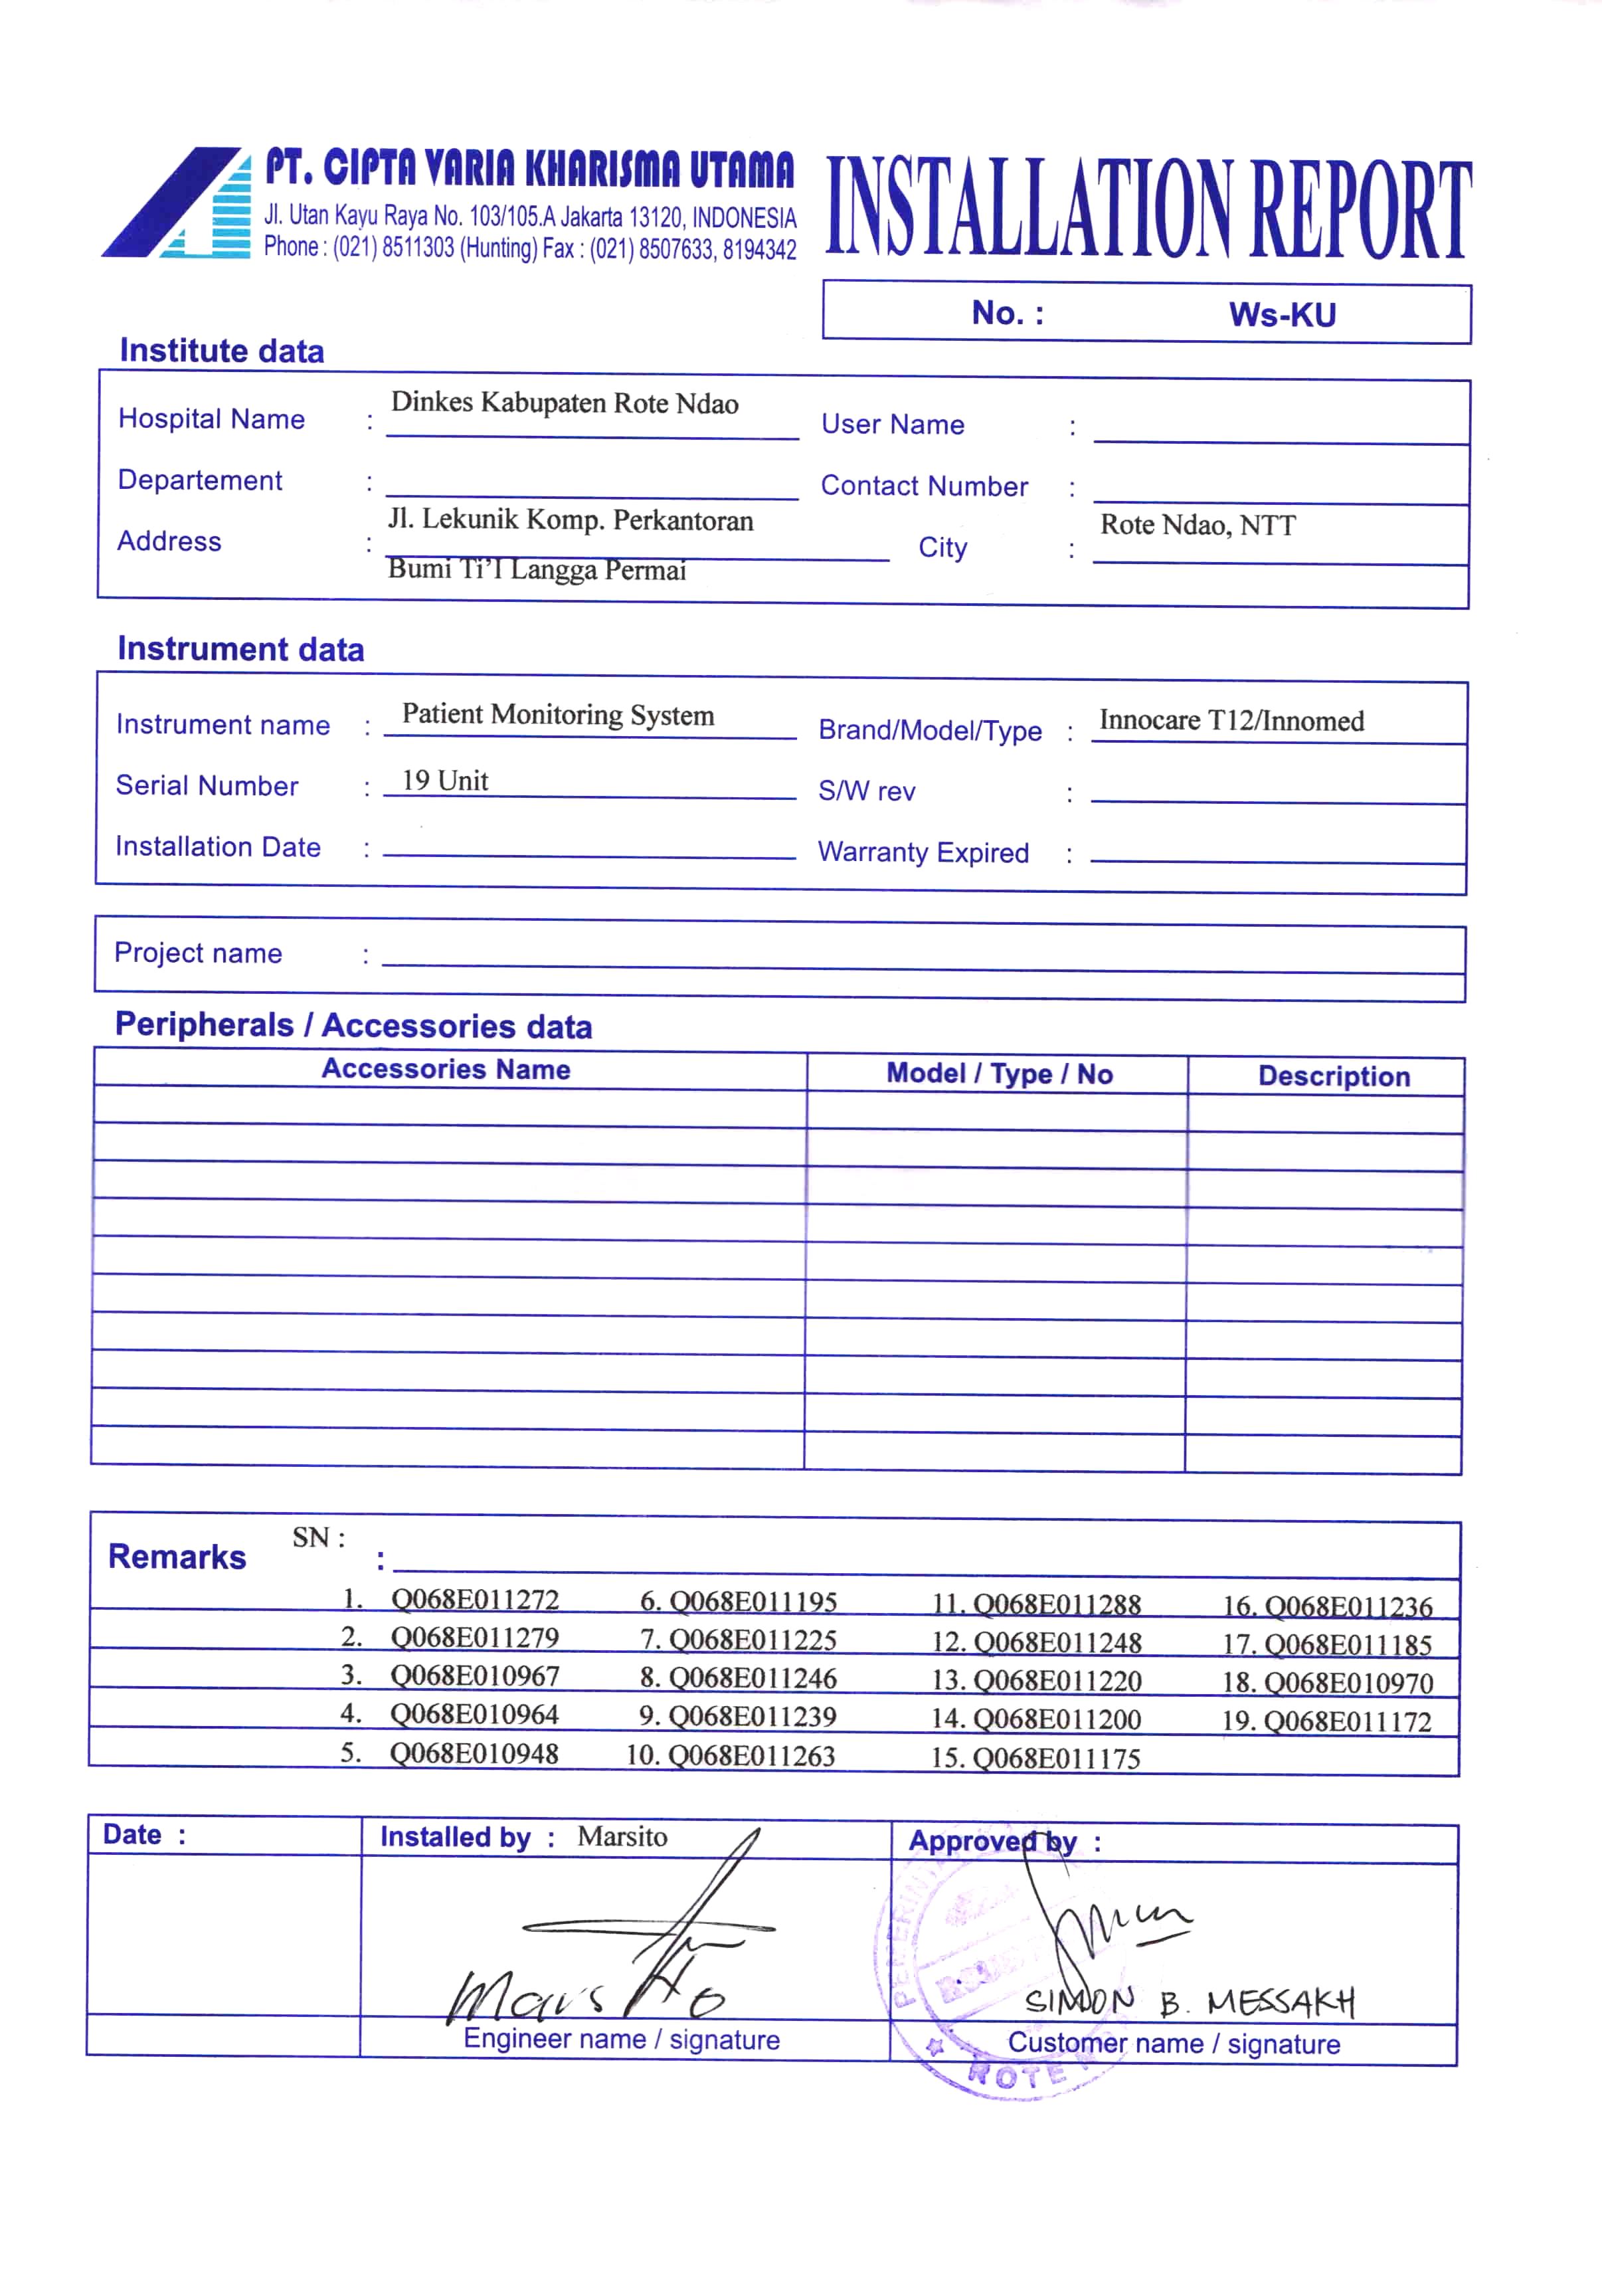 PT. CIPTA VARIA KHARISMA UTAMA
Jl. Utan Kayu Raya No. 103/105.A Jakarta 13120, INDONESIA
Phone : (021) 8511303 (Hunting) Fax : (021) 8507633, 8194342
INSTALLATION REPORT
No. : Ws-KU
Institute data
Hospital Name : Dinkes Kabupaten Rote Ndao User Name :
Departement : Contact Number :
Address : Jl. Lekunik Komp. Perkantoran City : Rote Ndao, NTT
Bumi Ti'I Langga Permai
Instrument data
Instrument name : Patient Monitoring System Brand/Model/Type : Innocare T12/Innomed
Serial Number : 19 Unit S/W rev :
Installation Date : Warranty Expired :
Project name :
Peripherals / Accessories data
Accessories Name Model / Type / No Description
Remarks SN : :
1. Q068E011272 6. Q068E011195 11. Q068E011288 16. Q068E011236
2. Q068E011279 7. Q068E011225 12. Q068E011248 17. Q068E011185
3. Q068E010967 8. Q068E011246 13. Q068E011220 18. Q068E010970
4. Q068E010964 9. Q068E011239 14. Q068E011200 19. Q068E011172
5. Q068E010948 10. Q068E011263 15. Q068E011175
Date : Installed by : Marsito Approved by :
Marsito SIMON B. MESSAKH
Engineer name / signature Customer name / signature
ROTE